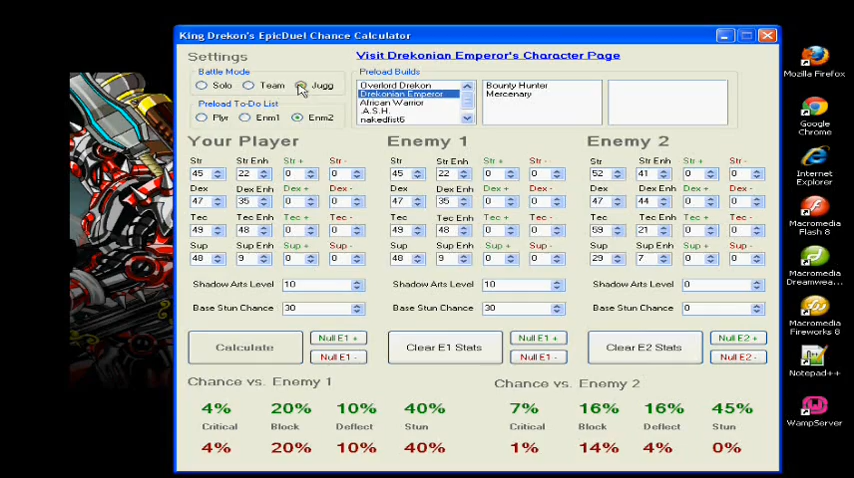 King Drekon's EpicDuel Chance Calculator
Settings
Visit Drekonian Emperor's Character Page
Battle Mode
Solo Team Jugg
Preload To-Do List
Plyr Enm1 Enm2
Preload Builds
Overlord Drekon
Drekonian Emperor
African Warrior
.A.S.H.
nakedfist6
Bounty Hunter
Mercenary
Your Player Enemy 1 Enemy 2
Str Str Enh Str + Str - Str Str Enh Str + Str - Str Str Enh Str + Str -
45 22 0 0 45 22 0 0 52 41 0 0
Dex Dex Enh Dex + Dex - Dex Dex Enh Dex + Dex - Dex Dex Enh Dex + Dex -
47 35 0 0 47 35 0 0 47 44 0 0
Tec Tec Enh Tec + Tec - Tec Tec Enh Tec + Tec - Tec Tec Enh Tec + Tec -
49 48 0 0 49 48 0 0 59 21 0 0
Sup Sup Enh Sup + Sup - Sup Sup Enh Sup + Sup - Sup Sup Enh Sup + Sup -
48 9 0 0 48 9 0 0 29 7 0 0
Shadow Arts Level 10 Shadow Arts Level 10 Shadow Arts Level 0
Base Stun Chance 30 Base Stun Chance 30 Base Stun Chance 0
Calculate Null E1 + Clear E1 Stats Null E1 + Clear E2 Stats Null E2 +
Null E1 - Null E1 - Null E2 -
Chance vs. Enemy 1 Chance vs. Enemy 2
4% 20% 10% 40% 7% 16% 16% 45%
Critical Block Deflect Stun Critical Block Deflect Stun
4% 20% 10% 40% 1% 14% 4% 0%
Mozilla Firefox
Google
Chrome
Internet
Explorer
Macromedia
Flash 8
Macromedia
Dreamwea...
Macromedia
Fireworks 8
Notepad++
WampServer